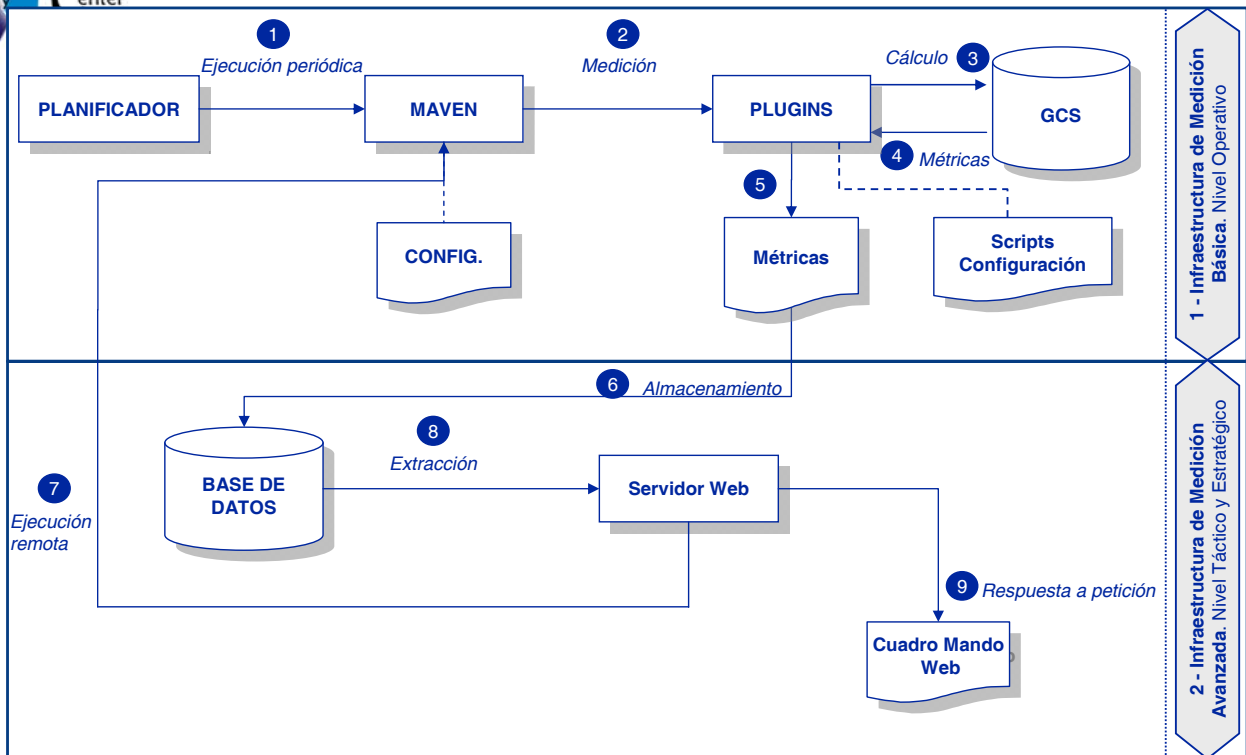 enter
1
2
Ejecución periódica
Medición
Cálculo
3
PLANIFICADOR
MAVEN
PLUGINS
GCS
4
Métricas
5
CONFIG.
Métricas
Scripts
Configuración
1 - Infraestructura de Medición
Básica. Nivel Operativo
6
Almacenamiento
8
Extracción
BASE DE
DATOS
Servidor Web
7
Ejecución
remota
9
Respuesta a petición
Cuadro Mando
Web
2 - Infraestructura de Medición
Avanzada. Nivel Táctico y Estratégico